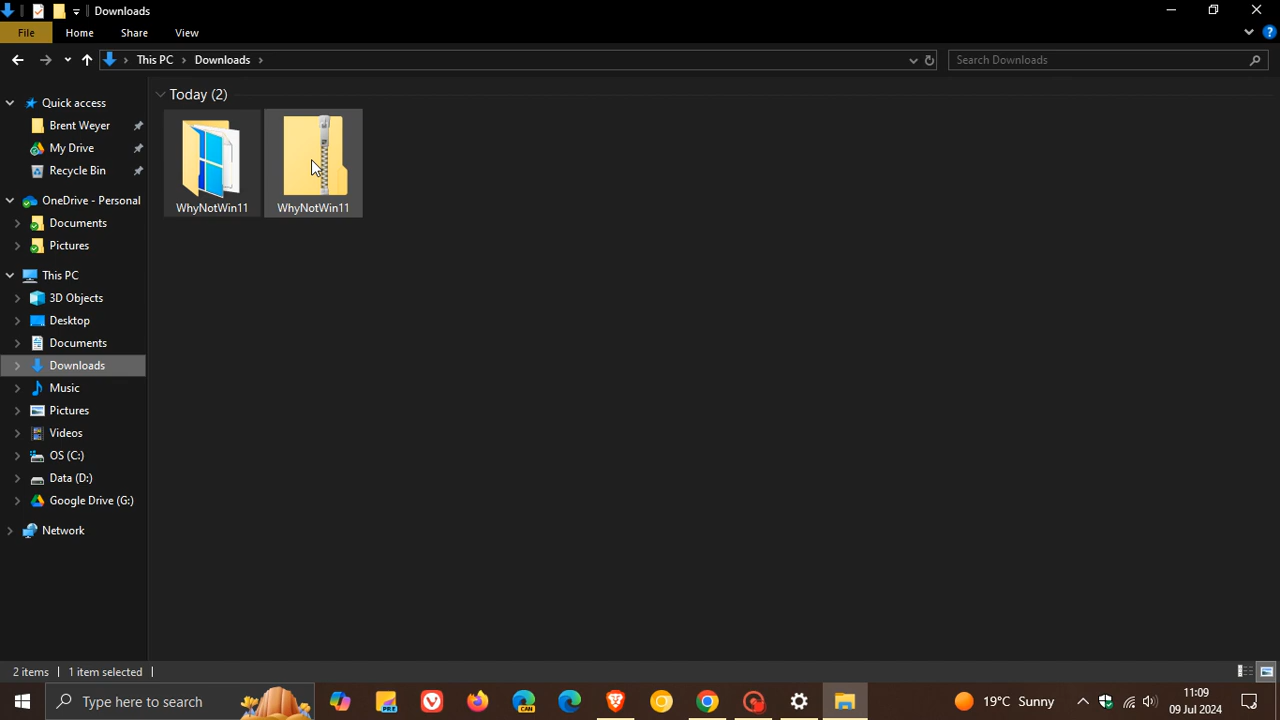 Downloads
File Home Share View
This PC Downloads Search Downloads
Today (2)
Quick access
Brent Weyer
My Drive
Recycle Bin
OneDrive - Personal
Documents
Pictures
This PC
3D Objects
Desktop
Documents
Downloads
Music
Pictures
Videos
OS (C:)
Data (D:)
Google Drive (G:)
Network
WhyNotWin11 WhyNotWin11
2 items 1 item selected
Type here to search
PRE
CAN
19°C Sunny
11:09
09 Jul 2024